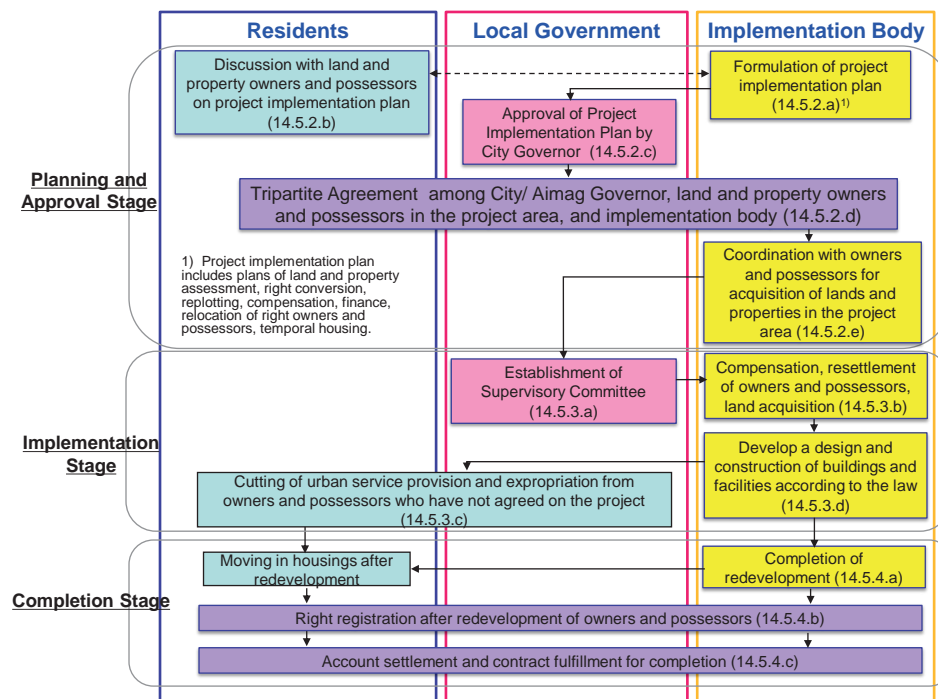 Residents
Local Government
Implementation Body
Discussion with land and
property owners and possessors
on project implementation plan
(14.5.2.b)
Formulation of project
implementation plan
(14.5.2.a)1)
Approval of Project
Implementation Plan by
City Governor (14.5.2.c)
Planning and
Approval Stage
Tripartite Agreement among City/ Aimag Governor, land and property owners
and possessors in the project area, and implementation body (14.5.2.d)
1) Project implementation plan
includes plans of land and property
assessment, right conversion,
replotting, compensation, finance,
relocation of right owners and
possessors, temporal housing.
Coordination with owners
and possessors for
acquisition of lands and
properties in the project
area (14.5.2.e)
Establishment of
Supervisory Committee
(14.5.3.a)
Compensation, resettlement
of owners and possessors,
land acquisition (14.5.3.b)
Implementation
Stage
Develop a design and
construction of buildings and
facilities according to the law
(14.5.3.d)
Cutting of urban service provision and expropriation from
owners and possessors who have not agreed on the project
(14.5.3.c)
Moving in housings after
redevelopment
Completion of
redevelopment (14.5.4.a)
Completion Stage
Right registration after redevelopment of owners and possessors (14.5.4.b)
Account settlement and contract fulfillment for completion (14.5.4.c)